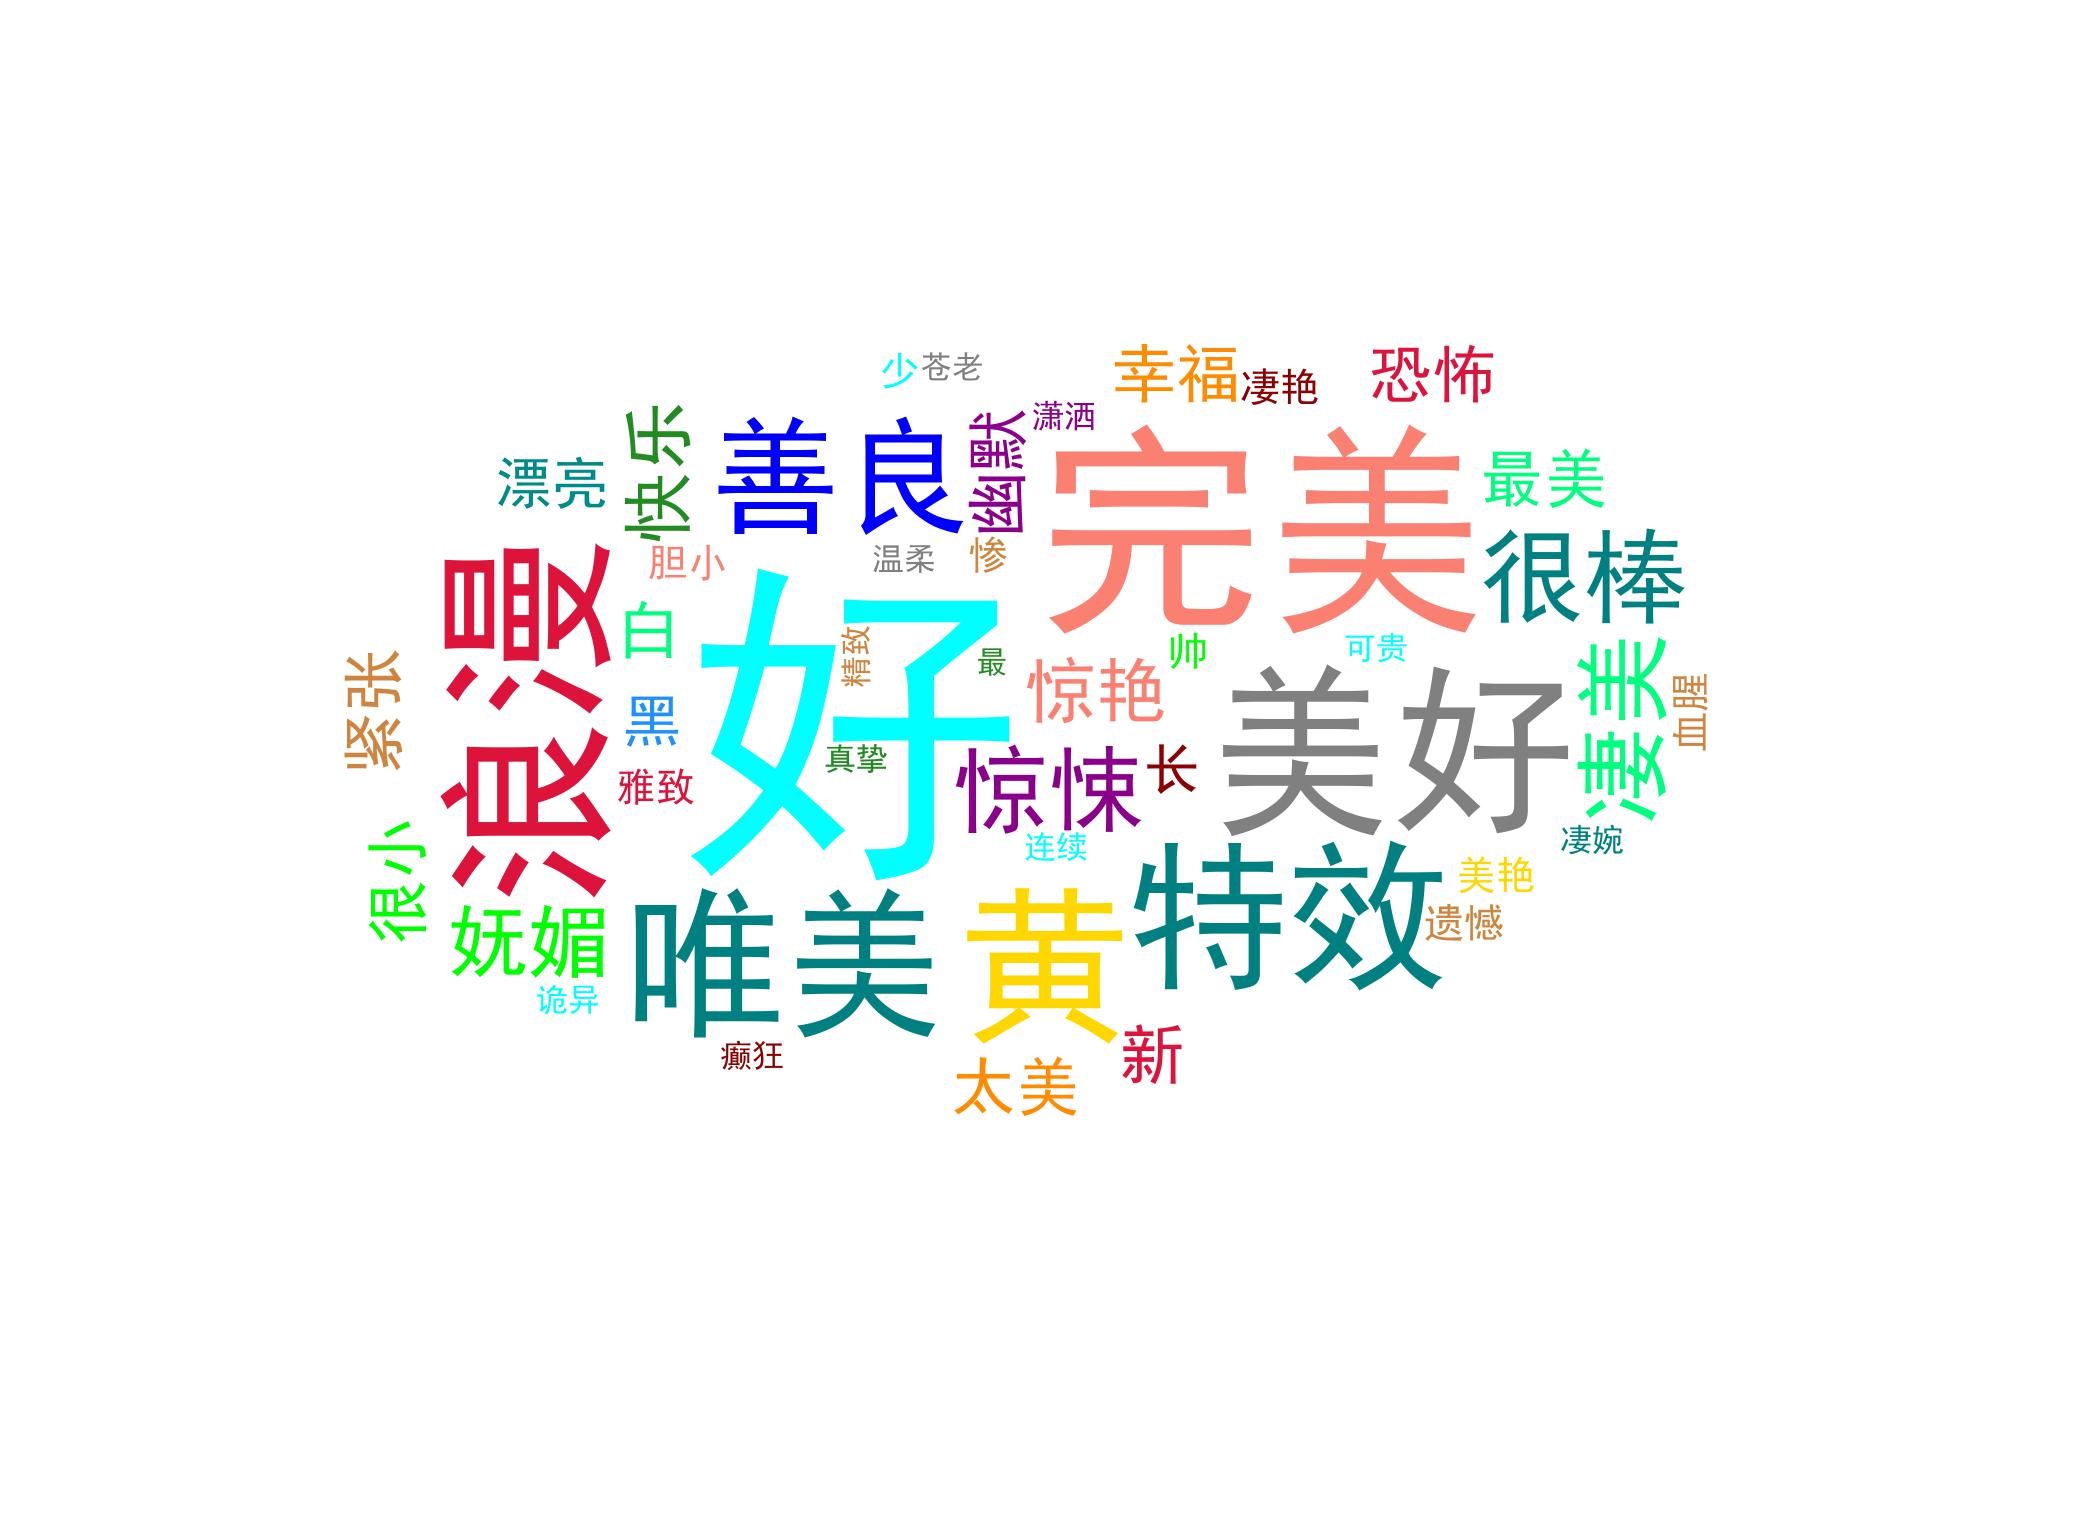 少
苍老
幸福
凄艳
恐怖
快乐
善良
幽默
潇洒
完美
漂亮
最美
很棒
胆小
温柔
惨
浪漫
白
好
精致
最
惊艳
帅
可贵
紧张
黑
美好
凄美
血腥
雅致
真挚
惊悚
长
连续
凄婉
很小
特效
美艳
遗憾
妩媚
唯美
黄
诡异
癫狂
太美
新